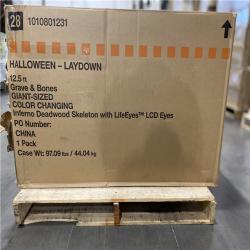 28 1010801231
HALLOWEEN - LAYDOWN
12.5 ft
Grave & Bones
GIANT-SIZED
COLOR CHANGING
Inferno Deadwood Skeleton with LifeEyes™ LCD Eyes
PO Number:
CHINA
1 Pack
Case Wt: 97.09 lbs / 44.04 kg